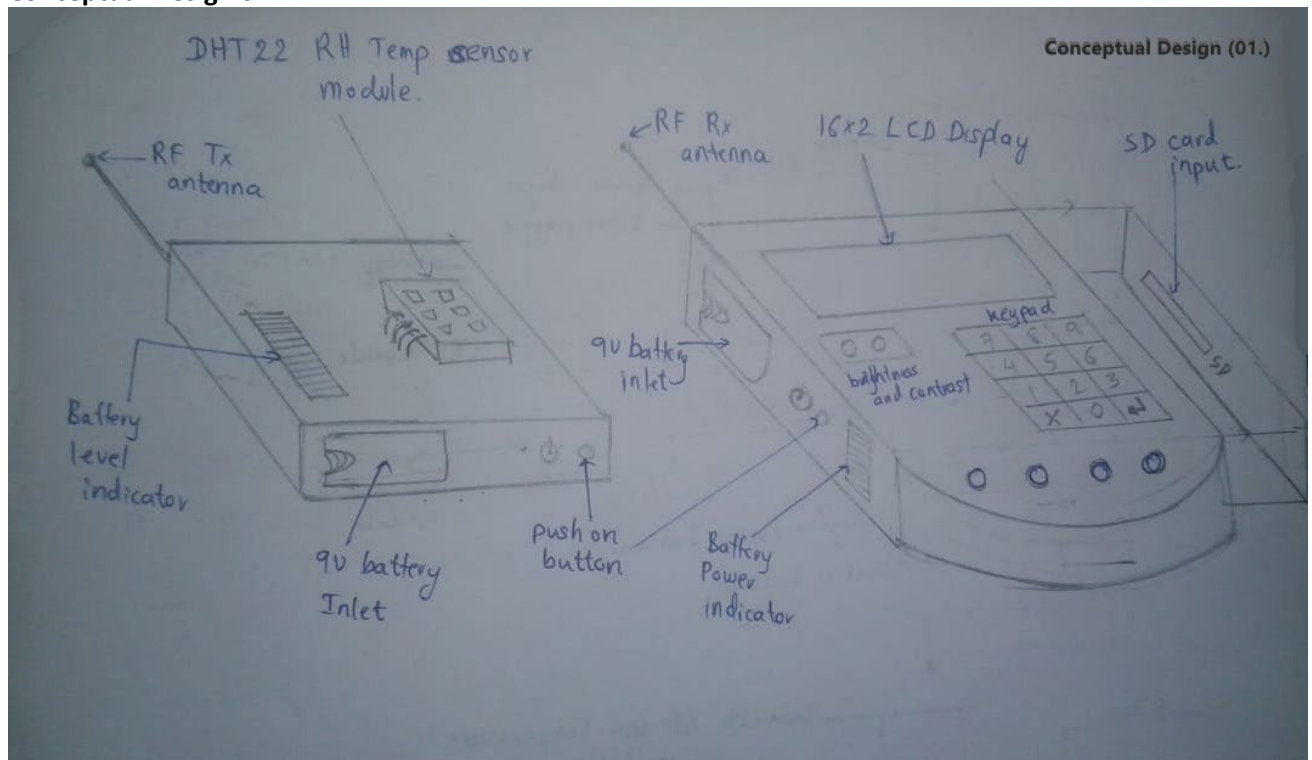 Conceptual Design (01.)
DHT22 RH Temp sensor
module.
RF Tx
antenna
RF Rx
antenna
16x2 LCD Display
SD card
input.
Battery
level
indicator
9v battery
Inlet
push on
button
9v battery
inlet
brightness
and contrast
keypad
7 8 9
4 5 6
1 2 3
X 0
SD
Battery
Power
indicator